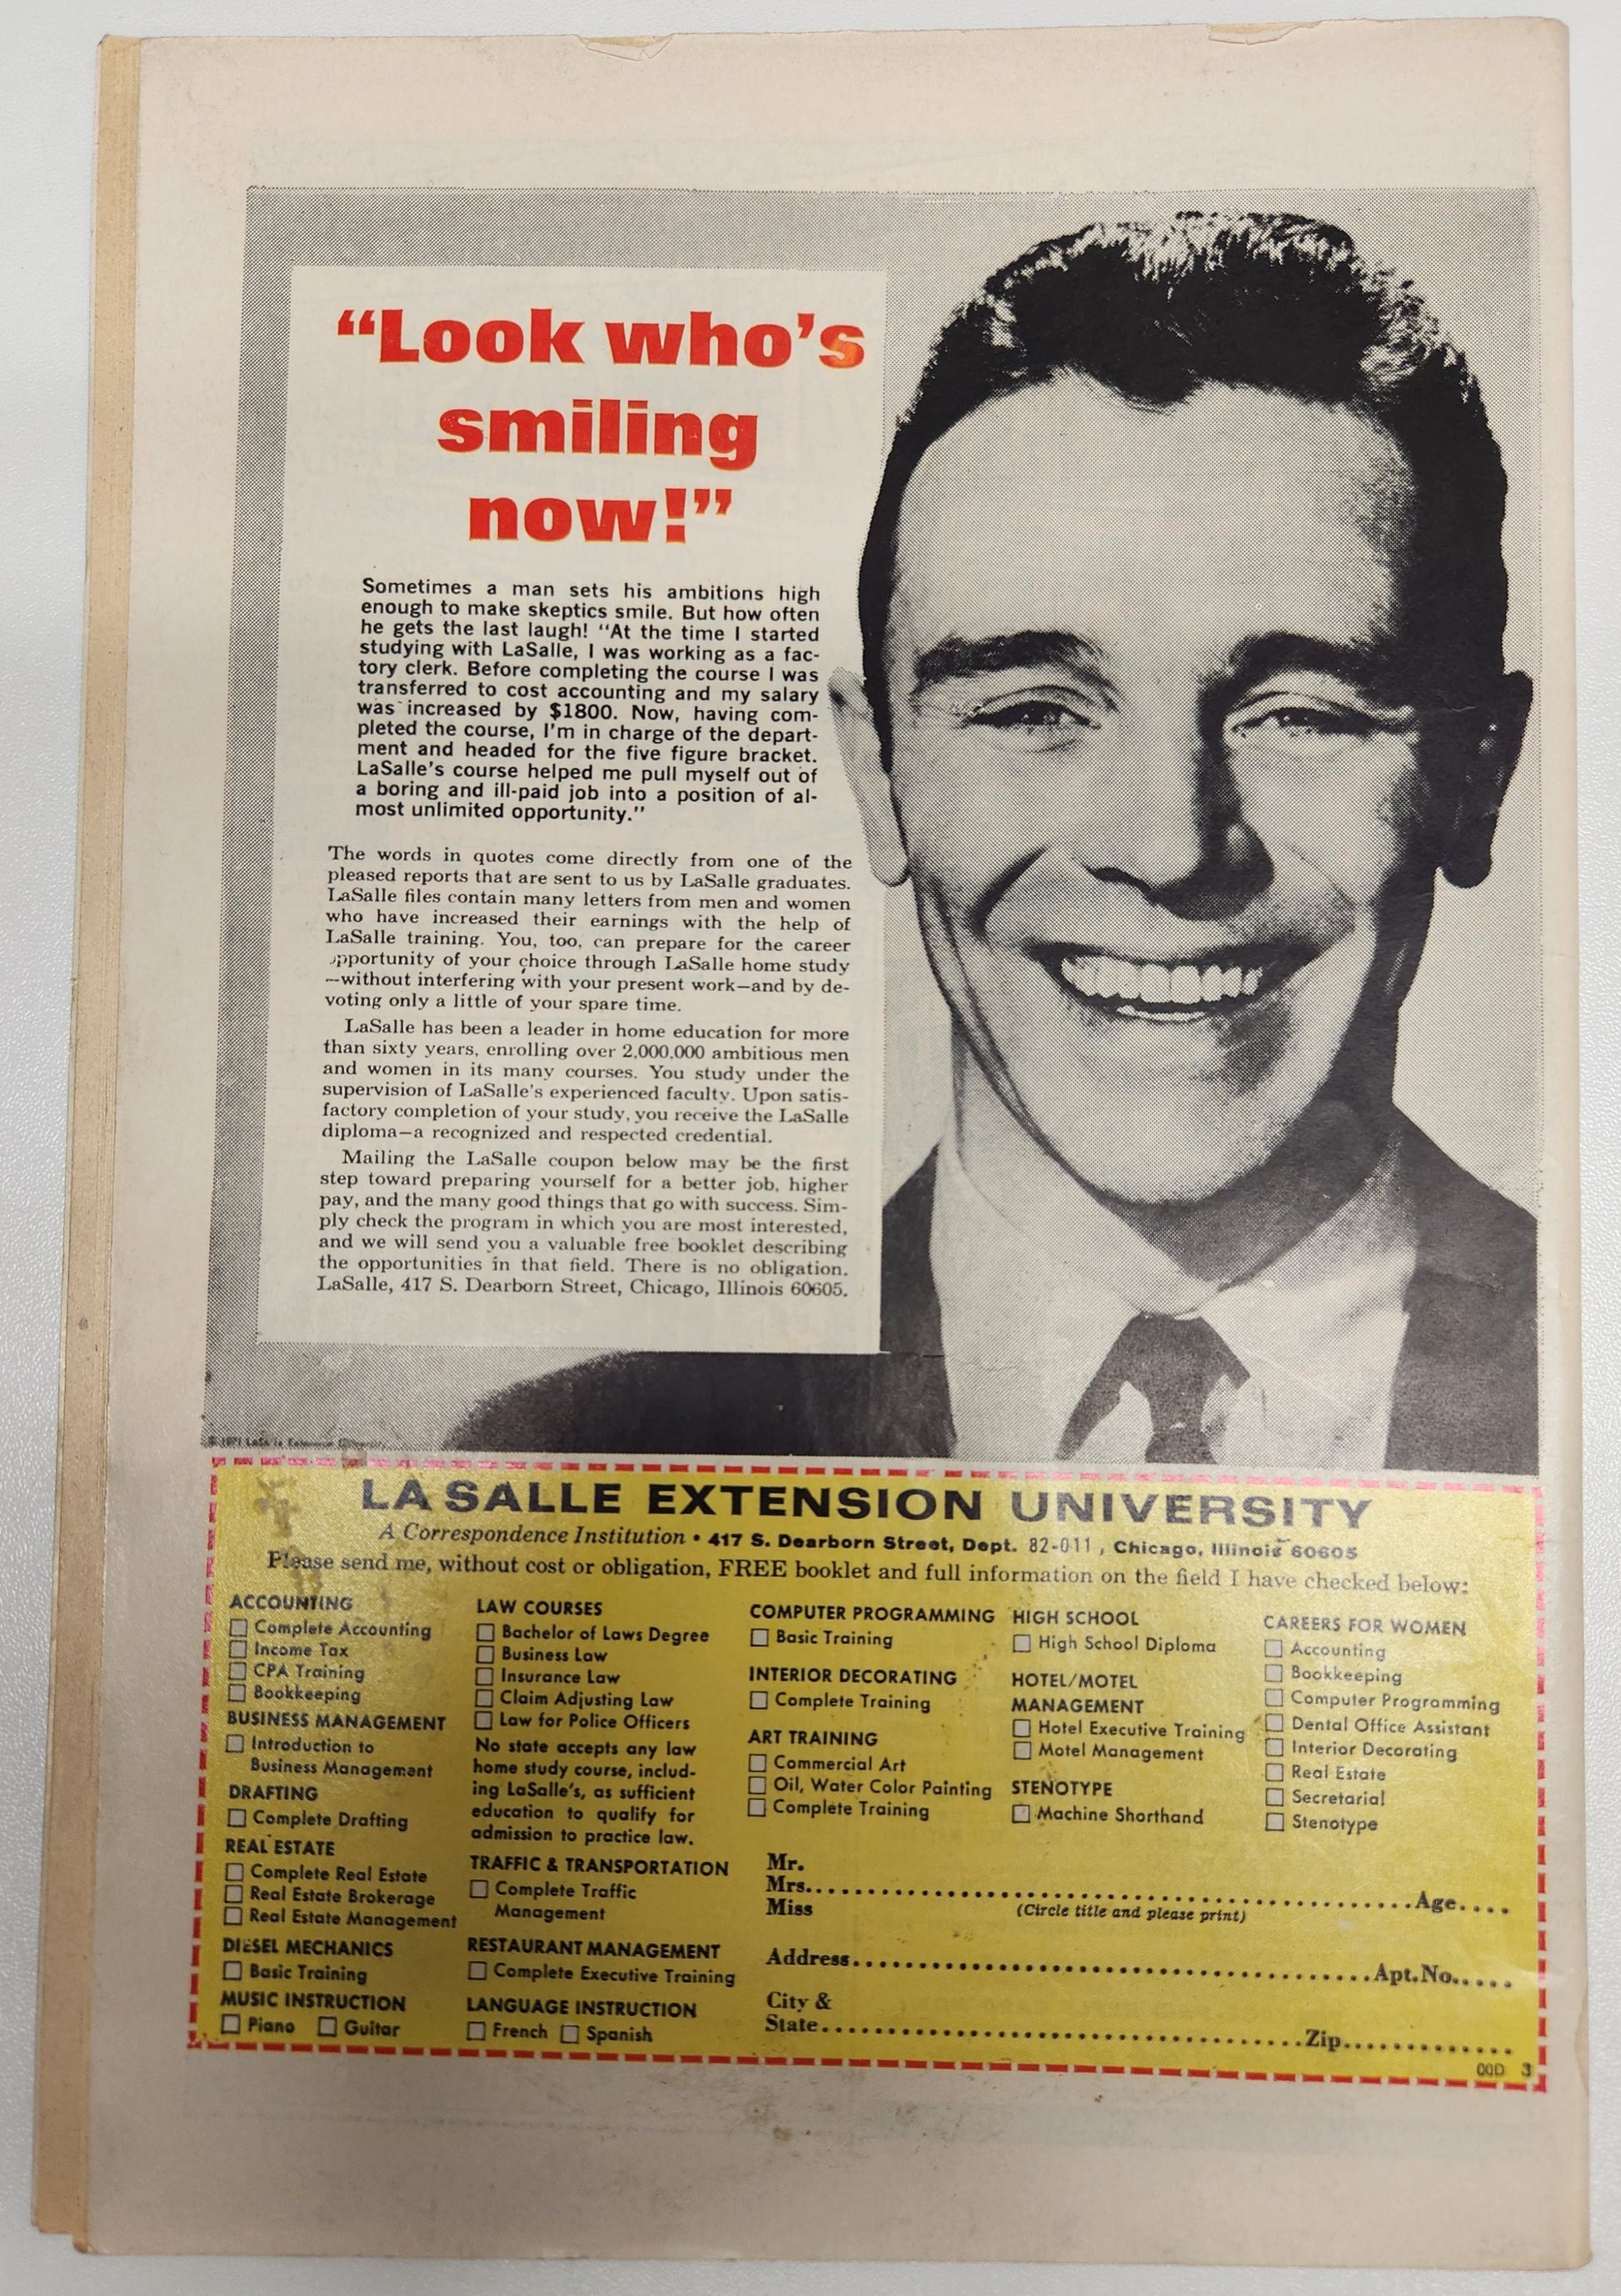 “Look who’s
smiling
now!”
Sometimes a man sets his ambitions high
enough to make skeptics smile. But how often
he gets the last laugh! “At the time I started
studying with LaSalle, I was working as a fac-
tory clerk. Before completing the course I was
transferred to cost accounting and my salary
was increased by $1800. Now, having com-
pleted the course, I’m in charge of the depart-
ment and headed for the five figure bracket.
LaSalle’s course helped me pull myself out of
a boring and ill-paid job into a position of al-
most unlimited opportunity.”
The words in quotes come directly from one of the
pleased reports that are sent to us by LaSalle graduates.
LaSalle files contain many letters from men and women
who have increased their earnings with the help of
LaSalle training. You, too, can prepare for the career
opportunity of your choice through LaSalle home study
—without interfering with your present work—and by de-
voting only a little of your spare time.
LaSalle has been a leader in home education for more
than sixty years, enrolling over 2,000,000 ambitious men
and women in its many courses. You study under the
supervision of LaSalle’s experienced faculty. Upon satis-
factory completion of your study, you receive the LaSalle
diploma—a recognized and respected credential.
Mailing the LaSalle coupon below may be the first
step toward preparing yourself for a better job, higher
pay, and the many good things that go with success. Sim-
ply check the program in which you are most interested,
and we will send you a valuable free booklet describing
the opportunities in that field. There is no obligation.
LaSalle, 417 S. Dearborn Street, Chicago, Illinois 60605.
© 1971 LaSalle Extension University
LA SALLE EXTENSION UNIVERSITY
A Correspondence Institution • 417 S. Dearborn Street, Dept. 82-011, Chicago, Illinois 60605
Please send me, without cost or obligation, FREE booklet and full information on the field I have checked below:
ACCOUNTING
Complete Accounting
Income Tax
CPA Training
Bookkeeping
BUSINESS MANAGEMENT
Introduction to
Business Management
DRAFTING
Complete Drafting
REAL ESTATE
Complete Real Estate
Real Estate Brokerage
Real Estate Management
DIESEL MECHANICS
Basic Training
MUSIC INSTRUCTION
Piano Guitar
LAW COURSES
Bachelor of Laws Degree
Business Law
Insurance Law
Claim Adjusting Law
Law for Police Officers
No state accepts any law
home study course, includ-
ing LaSalle’s, as sufficient
education to qualify for
admission to practice law.
TRAFFIC & TRANSPORTATION
Complete Traffic
Management
RESTAURANT MANAGEMENT
Complete Executive Training
LANGUAGE INSTRUCTION
French Spanish
COMPUTER PROGRAMMING
Basic Training
INTERIOR DECORATING
Complete Training
ART TRAINING
Commercial Art
Oil, Water Color Painting
Complete Training
HIGH SCHOOL
High School Diploma
HOTEL/MOTEL
MANAGEMENT
Hotel Executive Training
Motel Management
STENOTYPE
Machine Shorthand
CAREERS FOR WOMEN
Accounting
Bookkeeping
Computer Programming
Dental Office Assistant
Interior Decorating
Real Estate
Secretarial
Stenotype
Mr.
Mrs. Age
Miss (Circle title and please print)
Address Apt. No.
City &
State Zip
00D 3